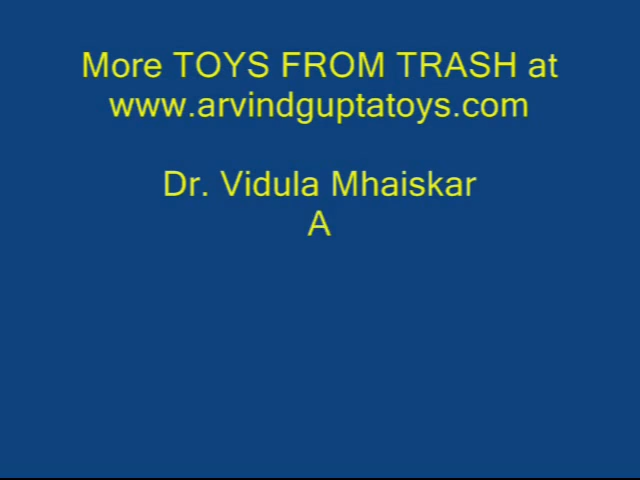 More TOYS FROM TRASH at
www.arvindguptatoys.com
Dr. Vidula Mhaiskar
A